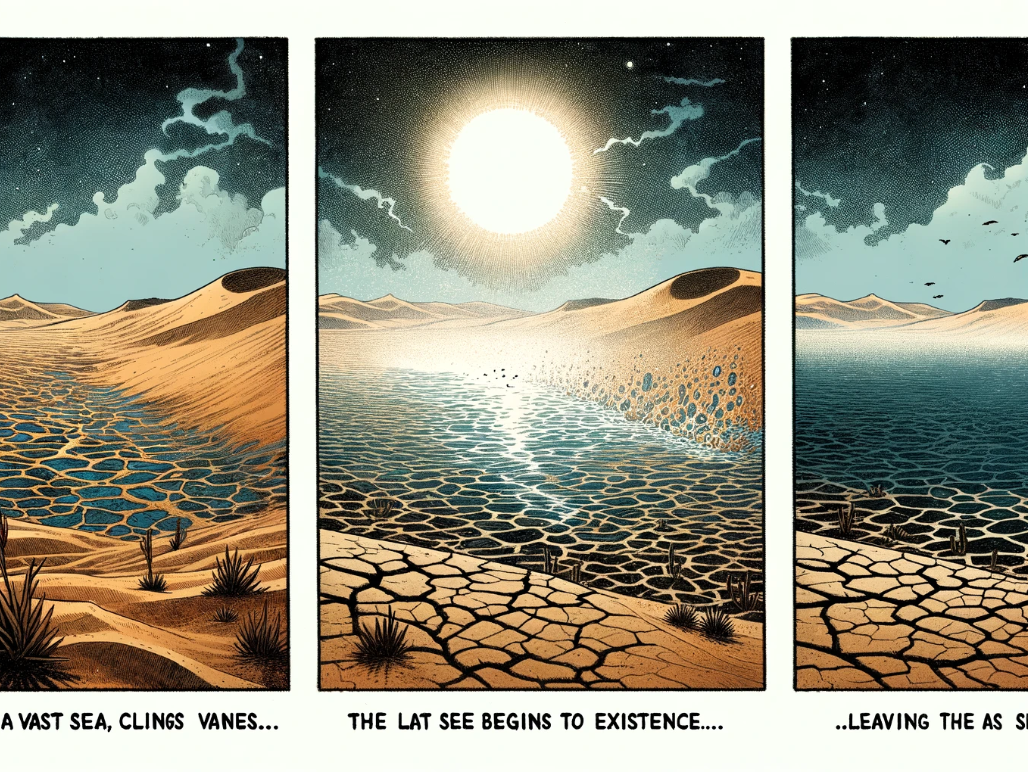 A VAST SEA, CLINGS VANES...
THE LAT SEE BEGINS TO EXISTENCE....
..LEAVING THE AS